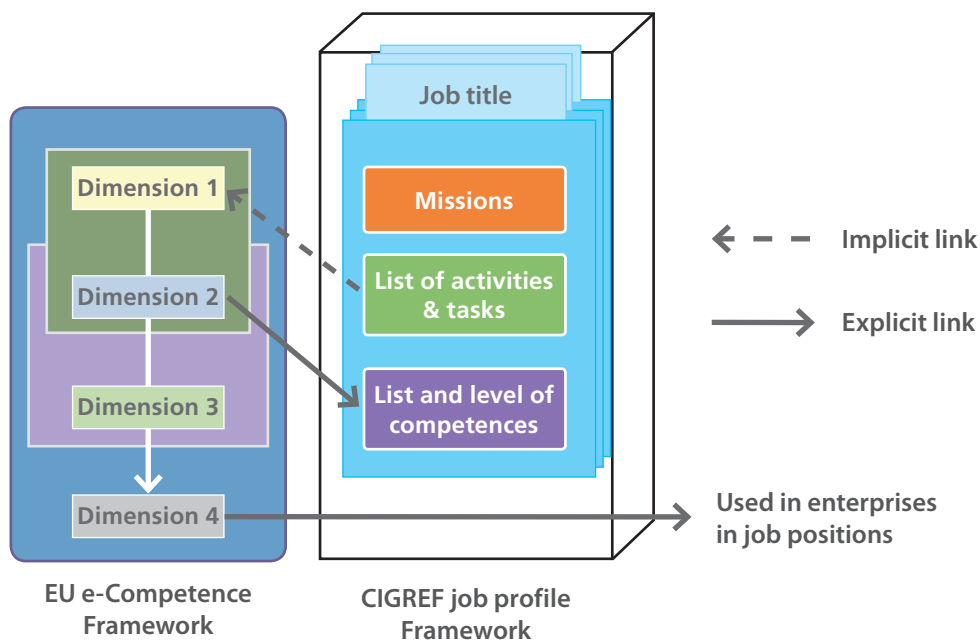 Job title
Dimension 1
Missions
Implicit link
List of activities
& tasks
Dimension 2
Explicit link
List and level of
competences
Dimension 3
Dimension 4
Used in enterprises
in job positions
EU e-Competence
Framework
CIGREF job profile
Framework